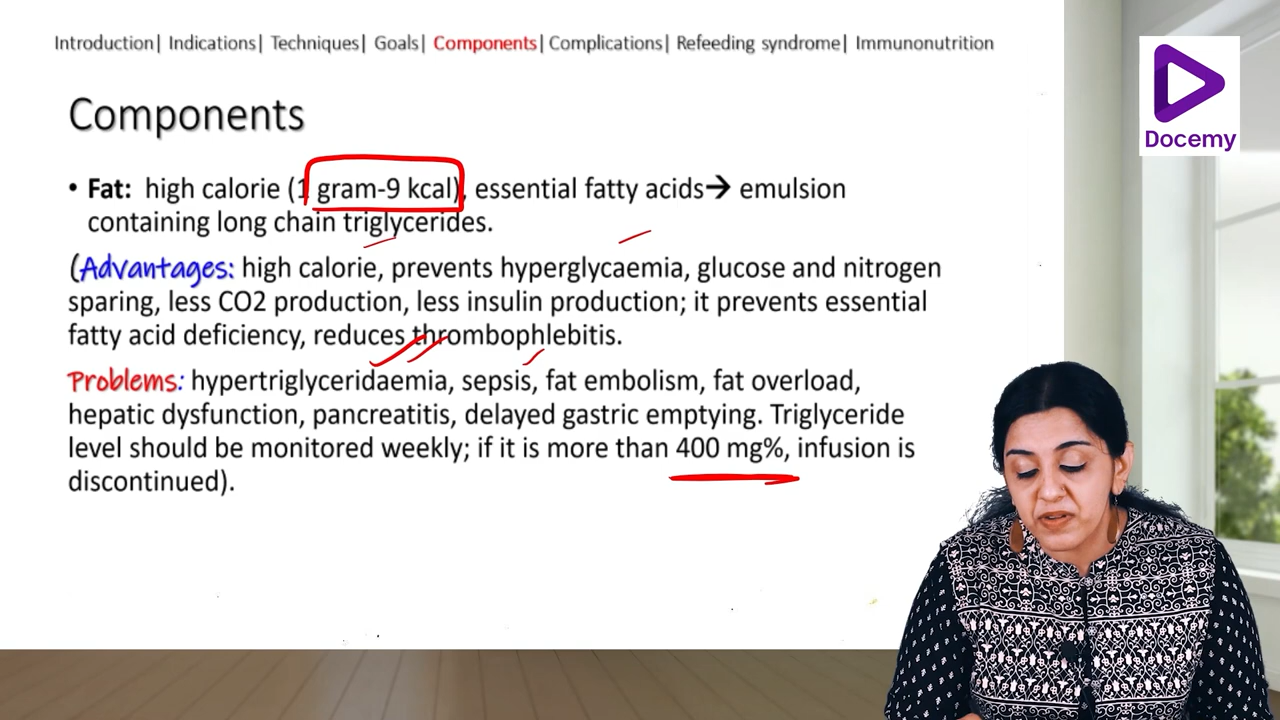 Introduction| Indications| Techniques| Goals| Components| Complications| Refeeding syndrome| Immunonutrition
Docemy
Components
• Fat: high calorie (1 gram-9 kcal), essential fatty acids→ emulsion
containing long chain triglycerides.
(Advantages: high calorie, prevents hyperglycaemia, glucose and nitrogen
sparing, less CO2 production, less insulin production; it prevents essential
fatty acid deficiency, reduces thrombophlebitis.
Problems: hypertriglyceridaemia, sepsis, fat embolism, fat overload,
hepatic dysfunction, pancreatitis, delayed gastric emptying. Triglyceride
level should be monitored weekly; if it is more than 400 mg%, infusion is
discontinued).